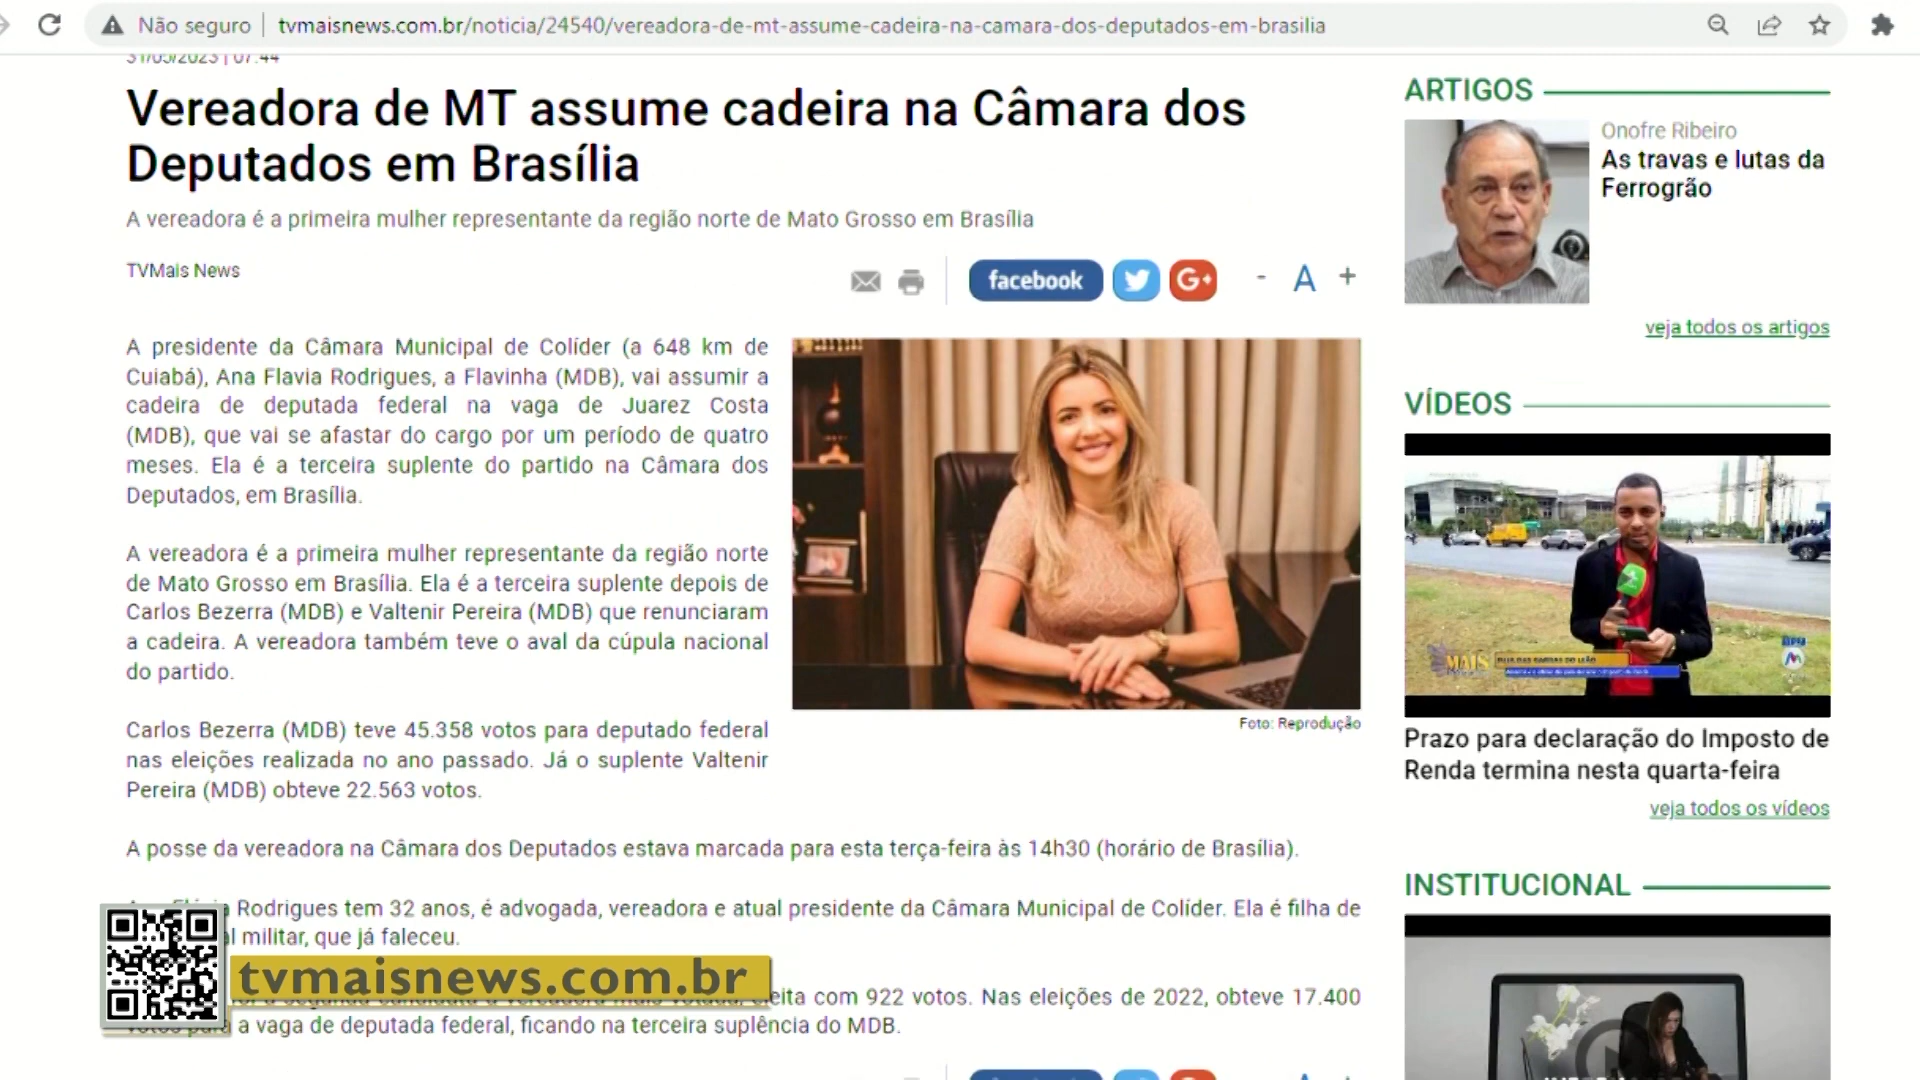 Não seguro
tvmaisnews.com.br/noticia/24540/vereadora-de-mt-assume-cadeira-na-camara-dos-deputados-em-brasilia
31/05/2023 | 07:44
Vereadora de MT assume cadeira na Câmara dos
Deputados em Brasília
A vereadora é a primeira mulher representante da região norte de Mato Grosso em Brasília
TVMais News
facebook
G+
- A +
A presidente da Câmara Municipal de Colíder (a 648 km de
Cuiabá), Ana Flavia Rodrigues, a Flavinha (MDB), vai assumir a
cadeira de deputada federal na vaga de Juarez Costa
(MDB), que vai se afastar do cargo por um período de quatro
meses. Ela é a terceira suplente do partido na Câmara dos
Deputados, em Brasília.
A vereadora é a primeira mulher representante da região norte
de Mato Grosso em Brasília. Ela é a terceira suplente depois de
Carlos Bezerra (MDB) e Valtenir Pereira (MDB) que renunciaram
a cadeira. A vereadora também teve o aval da cúpula nacional
do partido.
Foto: Reprodução
Carlos Bezerra (MDB) teve 45.358 votos para deputado federal
nas eleições realizada no ano passado. Já o suplente Valtenir
Pereira (MDB) obteve 22.563 votos.
A posse da vereadora na Câmara dos Deputados estava marcada para esta terça-feira às 14h30 (horário de Brasília).
Rodrigues tem 32 anos, é advogada, vereadora e atual presidente da Câmara Municipal de Colíder. Ela é filha de
militar, que já faleceu.
tvmaisnews.com.br
eleita com 922 votos. Nas eleições de 2022, obteve 17.400
votos para a vaga de deputada federal, ficando na terceira suplência do MDB.
ARTIGOS
Onofre Ribeiro
As travas e lutas da
Ferrogrão
veja todos os artigos
VÍDEOS
MAIS
Prazo para declaração do Imposto de
Renda termina nesta quarta-feira
veja todos os vídeos
INSTITUCIONAL